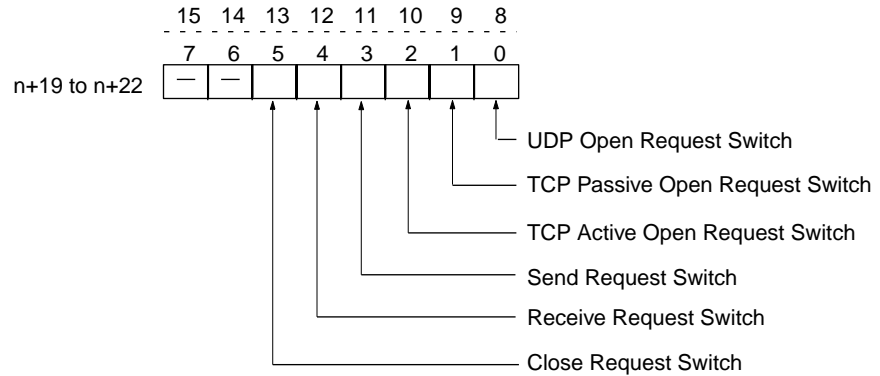 15 14 13 12 11 10 9 8
7 6 5 4 3 2 1 0
n+19 to n+22 — —
UDP Open Request Switch
TCP Passive Open Request Switch
TCP Active Open Request Switch
Send Request Switch
Receive Request Switch
Close Request Switch